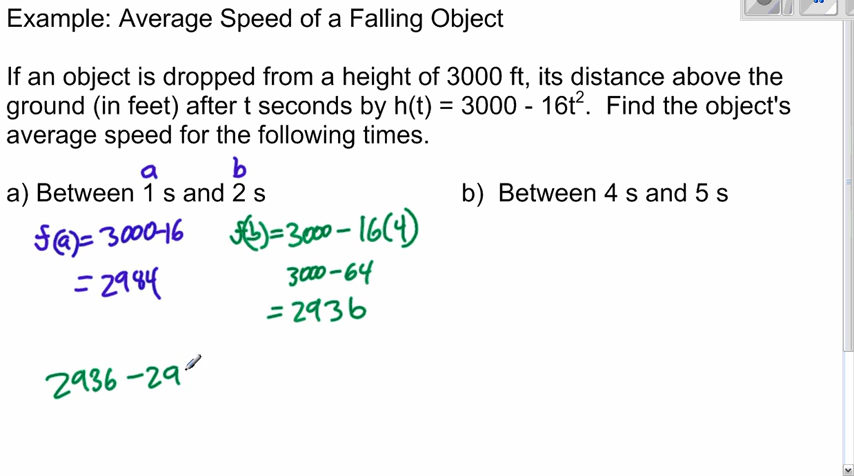 Example: Average Speed of a Falling Object
If an object is dropped from a height of 3000 ft, its distance above the
ground (in feet) after t seconds by h(t) = 3000 - 16t². Find the object's
average speed for the following times.
a b
a) Between 1 s and 2 s b) Between 4 s and 5 s
f(a)=3000-16 f(b)=3000-16(4)
=2984 3000-64
=2936
2936-29